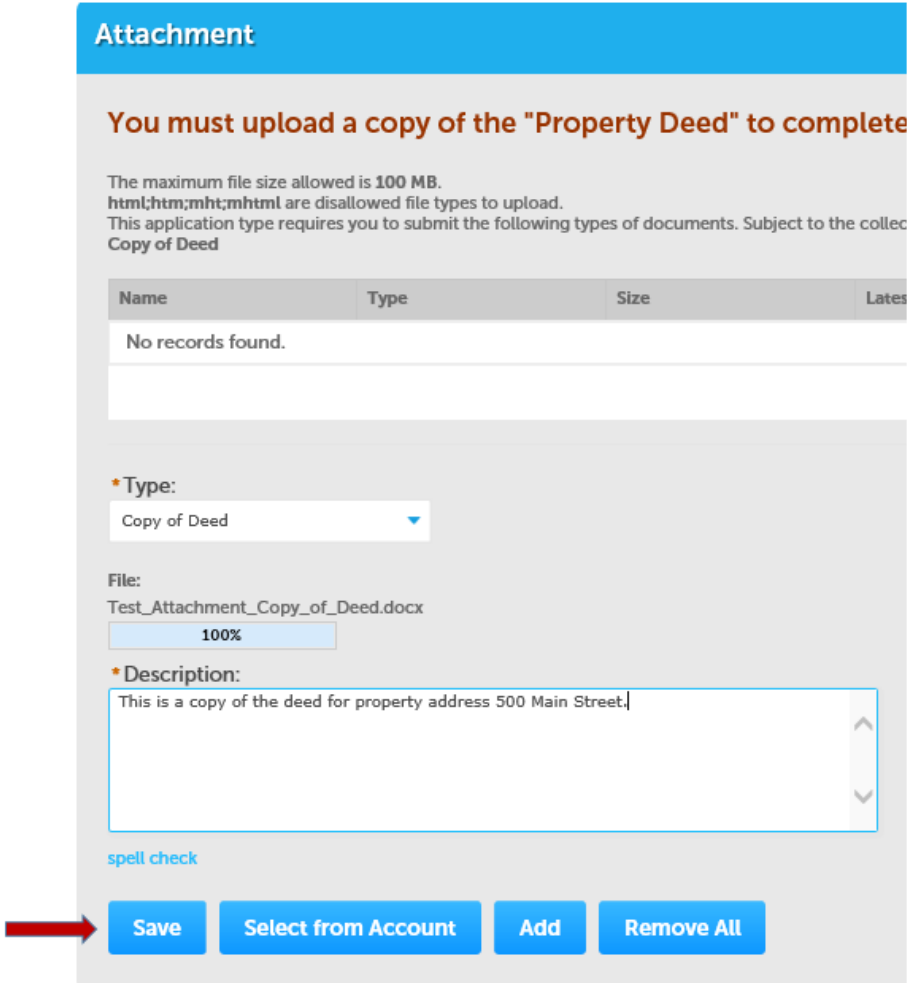 Attachment
You must upload a copy of the "Property Deed" to complete
The maximum file size allowed is 100 MB.
html;htm;mht;mhtml are disallowed file types to upload.
This application type requires you to submit the following types of documents. Subject to the collec
Copy of Deed
Name Type Size Lates
No records found.
*Type:
Copy of Deed
File:
Test_Attachment_Copy_of_Deed.docx
100%
*Description:
This is a copy of the deed for property address 500 Main Street.
spell check
Save Select from Account Add Remove All